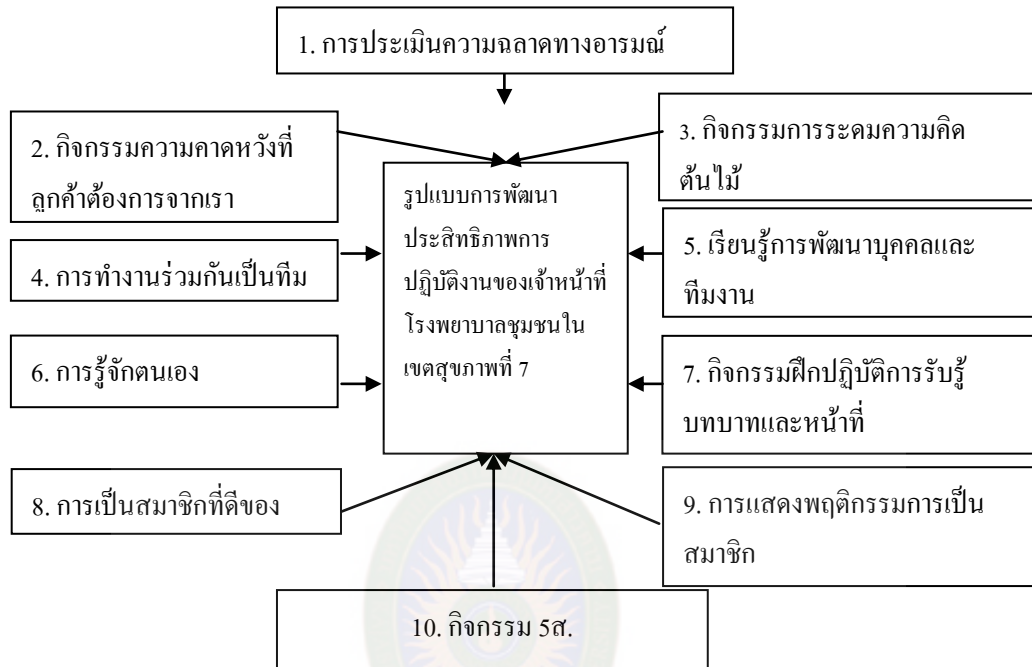 1. การประเมินความฉลาดทางอารมณ์
2. กิจกรรมความคาดหวังที่
ลูกค้าต้องการจากเรา
3. กิจกรรมการระดมความคิด
ต้นไม้
รูปแบบการพัฒนา
ประสิทธิภาพการ
ปฏิบัติงานของเจ้าหน้าที่
โรงพยาบาลชุมชนใน
เขตสุขภาพที่ 7
4. การทำงานร่วมกันเป็นทีม
5. เรียนรู้การพัฒนาบุคคลและ
ทีมงาน
6. การรู้จักตนเอง
7. กิจกรรมฝึกปฏิบัติการรับรู้
บทบาทและหน้าที่
8. การเป็นสมาชิกที่ดีของ
9. การแสดงพฤติกรรมการเป็น
สมาชิก
10. กิจกรรม 5ส.